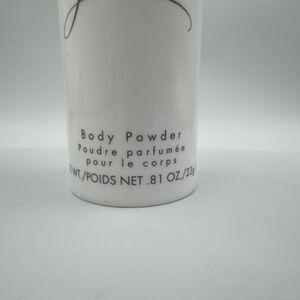 Body Powder
Poudre parfumée
pour le corps
WT./POIDS NET .81 OZ./23g